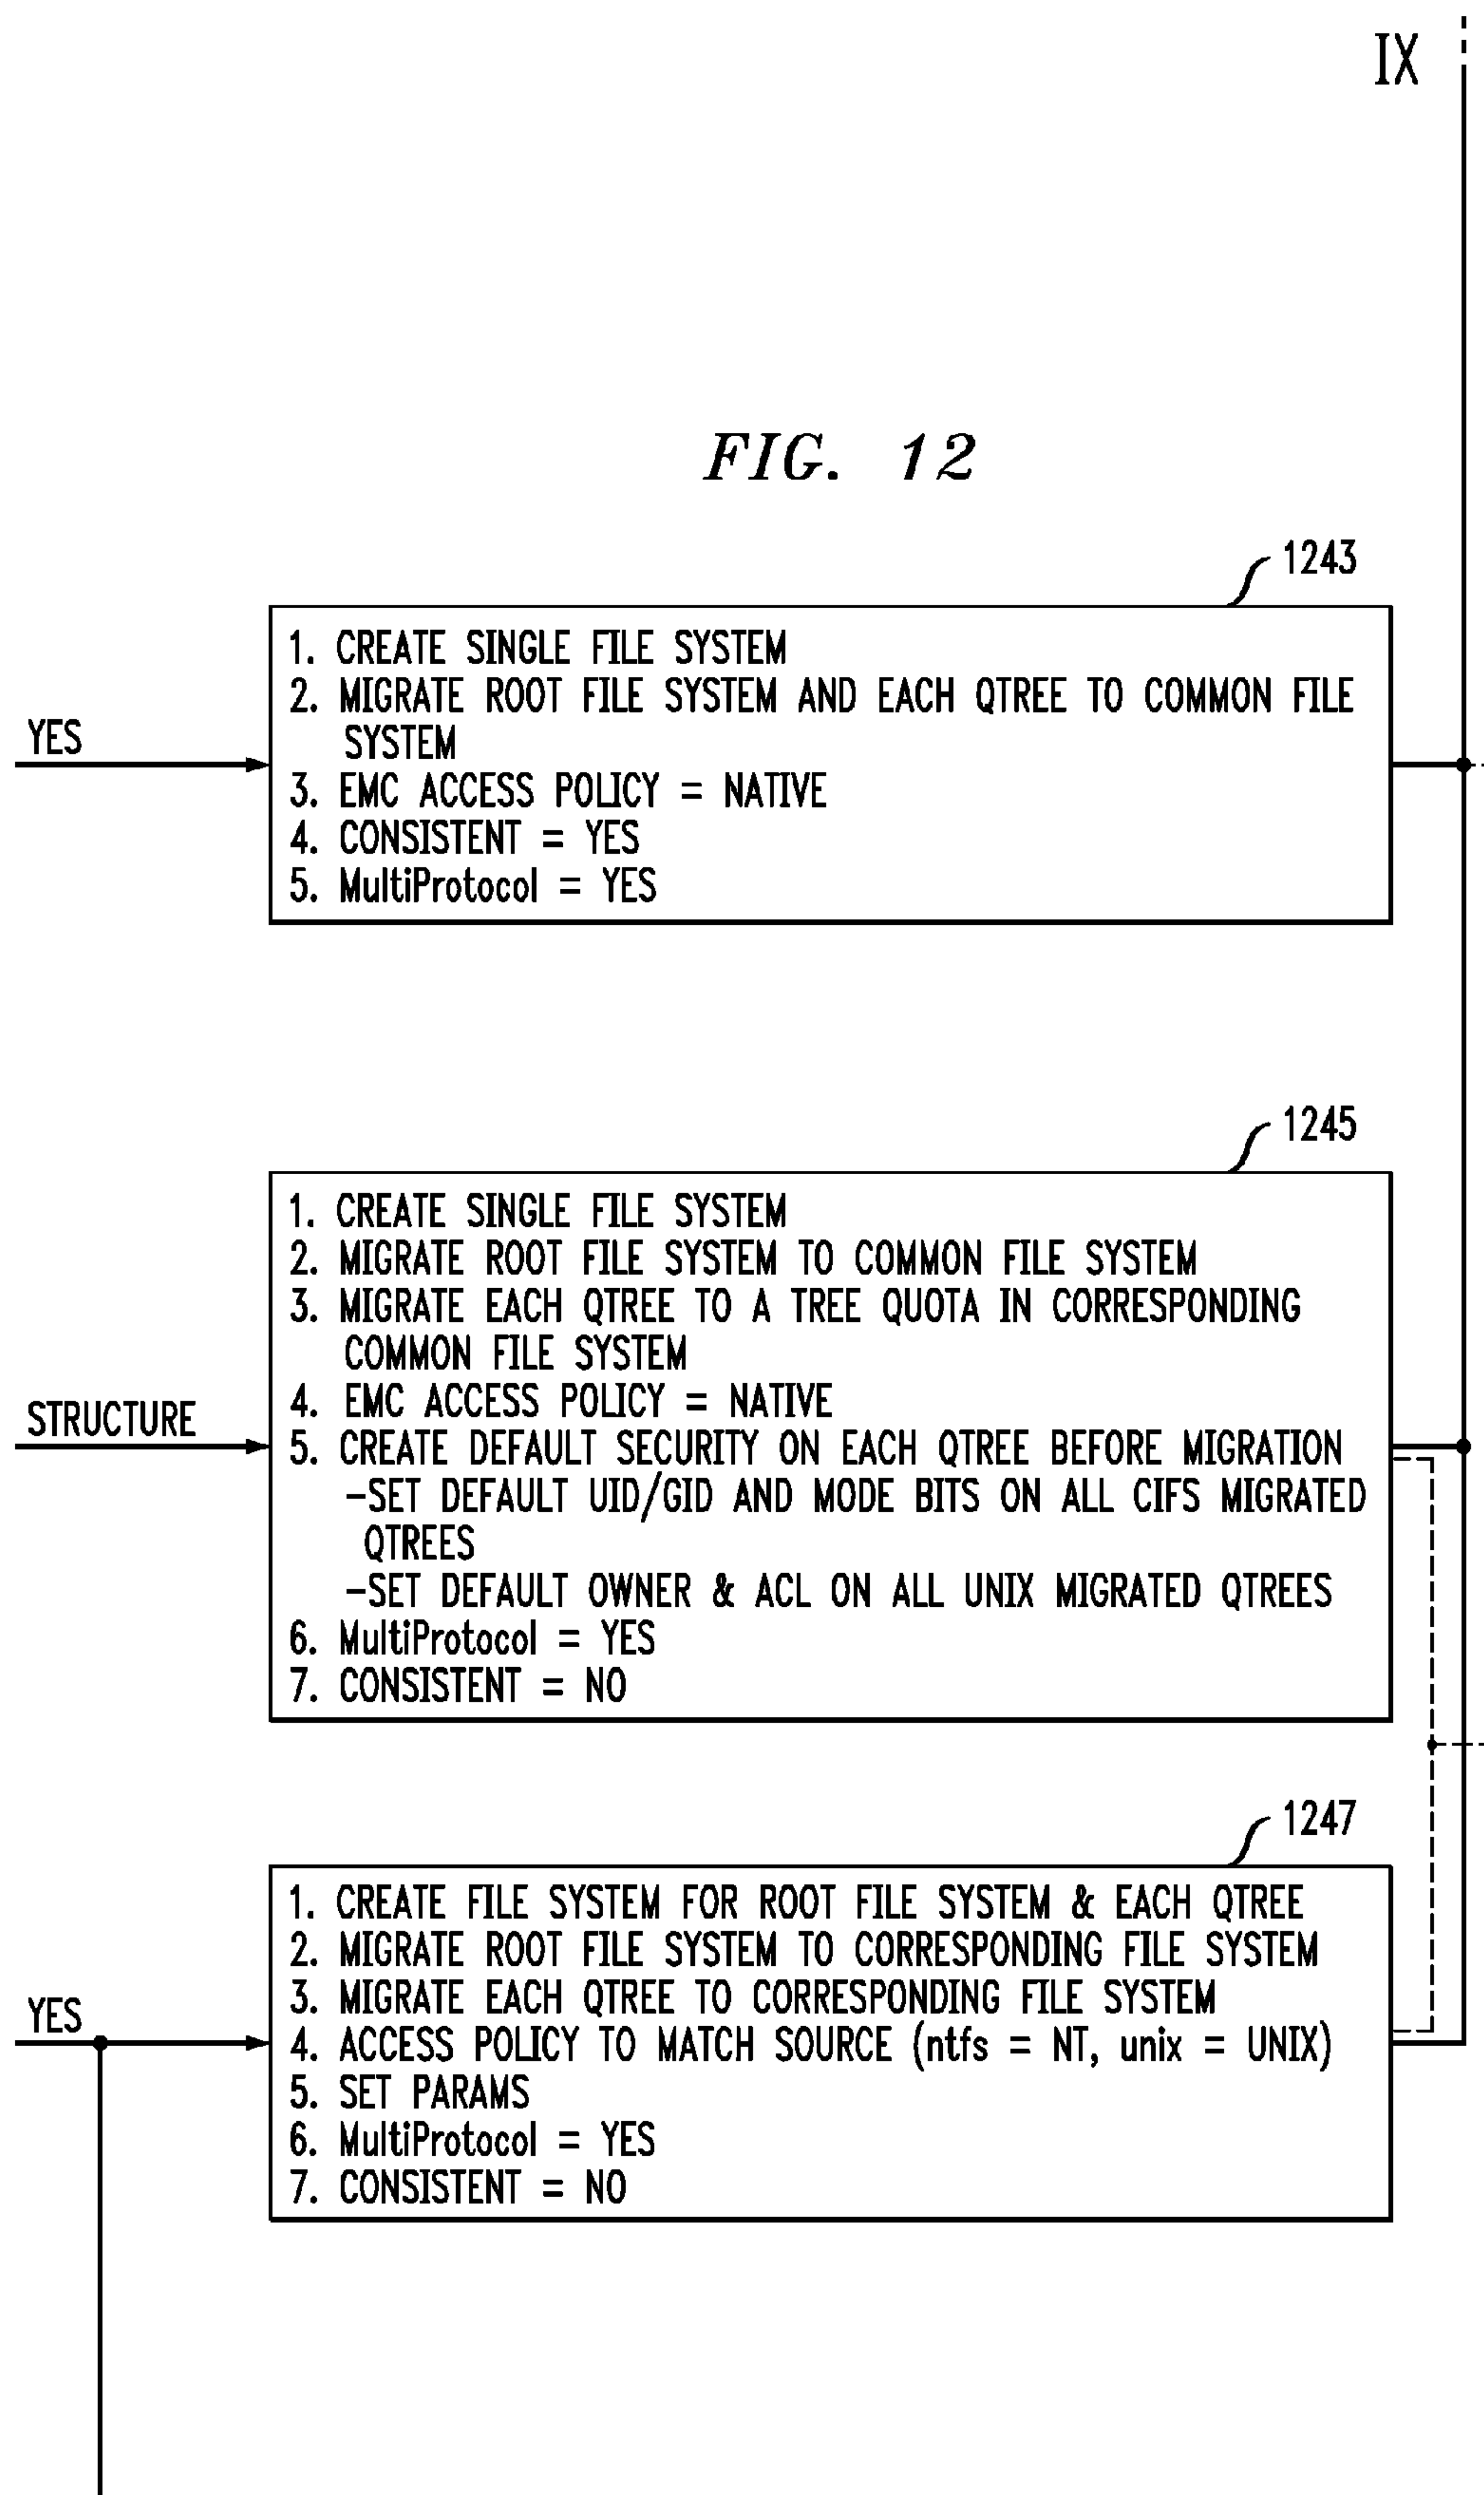 IX
FIG. 12
1243
1. CREATE SINGLE FILE SYSTEM
2. MIGRATE ROOT FILE SYSTEM AND EACH QTREE TO COMMON FILE
SYSTEM
3. EMC ACCESS POLICY = NATIVE
4. CONSISTENT = YES
5. MultiProtocol = YES
YES
1245
1. CREATE SINGLE FILE SYSTEM
2. MIGRATE ROOT FILE SYSTEM TO COMMON FILE SYSTEM
3. MIGRATE EACH QTREE TO A TREE QUOTA IN CORRESPONDING
COMMON FILE SYSTEM
4. EMC ACCESS POLICY = NATIVE
5. CREATE DEFAULT SECURITY ON EACH QTREE BEFORE MIGRATION
-SET DEFAULT UID/GID AND MODE BITS ON ALL CIFS MIGRATED
QTREES
-SET DEFAULT OWNER & ACL ON ALL UNIX MIGRATED QTREES
6. MultiProtocol = YES
7. CONSISTENT = NO
STRUCTURE
1247
1. CREATE FILE SYSTEM FOR ROOT FILE SYSTEM & EACH QTREE
2. MIGRATE ROOT FILE SYSTEM TO CORRESPONDING FILE SYSTEM
3. MIGRATE EACH QTREE TO CORRESPONDING FILE SYSTEM
4. ACCESS POLICY TO MATCH SOURCE (ntfs = NT, unix = UNIX)
5. SET PARAMS
6. MultiProtocol = YES
7. CONSISTENT = NO
YES